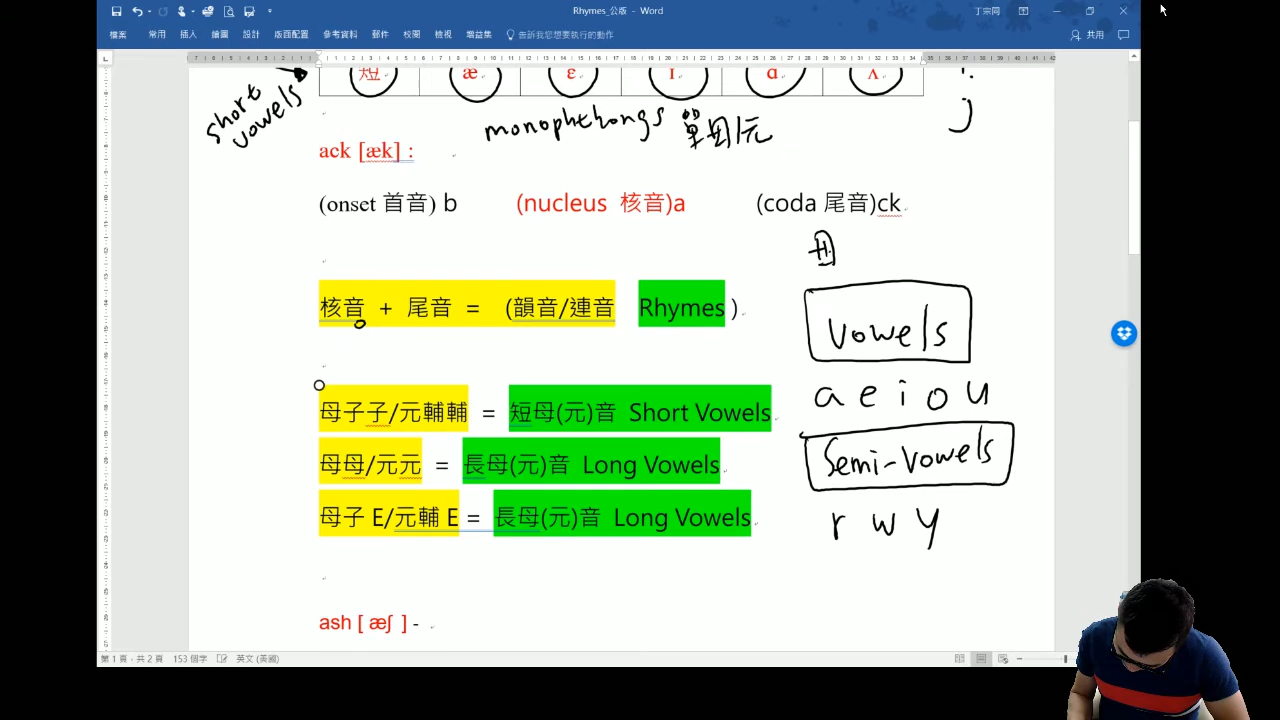 Rhymes_公版 - Word
丁宗同
檔案 常用 插入 繪圖 設計 版面配置 參考資料 郵件 校閱 檢視 增益集 告訴我您想要執行的動作 共用
短 æ ɛ ɪ ɑ ʌ
short
vowels
monophthongs 單母/元
j
ack [æk] :
(onset 首音) b (nucleus 核音)a (coda 尾音)ck
母
核音 + 尾音 = (韻音/連音 Rhymes )
Vowels
母子子/元輔輔 = 短母(元)音 Short Vowels
a e i o u
母母/元元 = 長母(元)音 Long Vowels
Semi-Vowels
母子 E/元輔 E = 長母(元)音 Long Vowels
r w y
ash [ æʃ ] -
第 1 頁，共 2 頁 153 個字 英文 (美國)